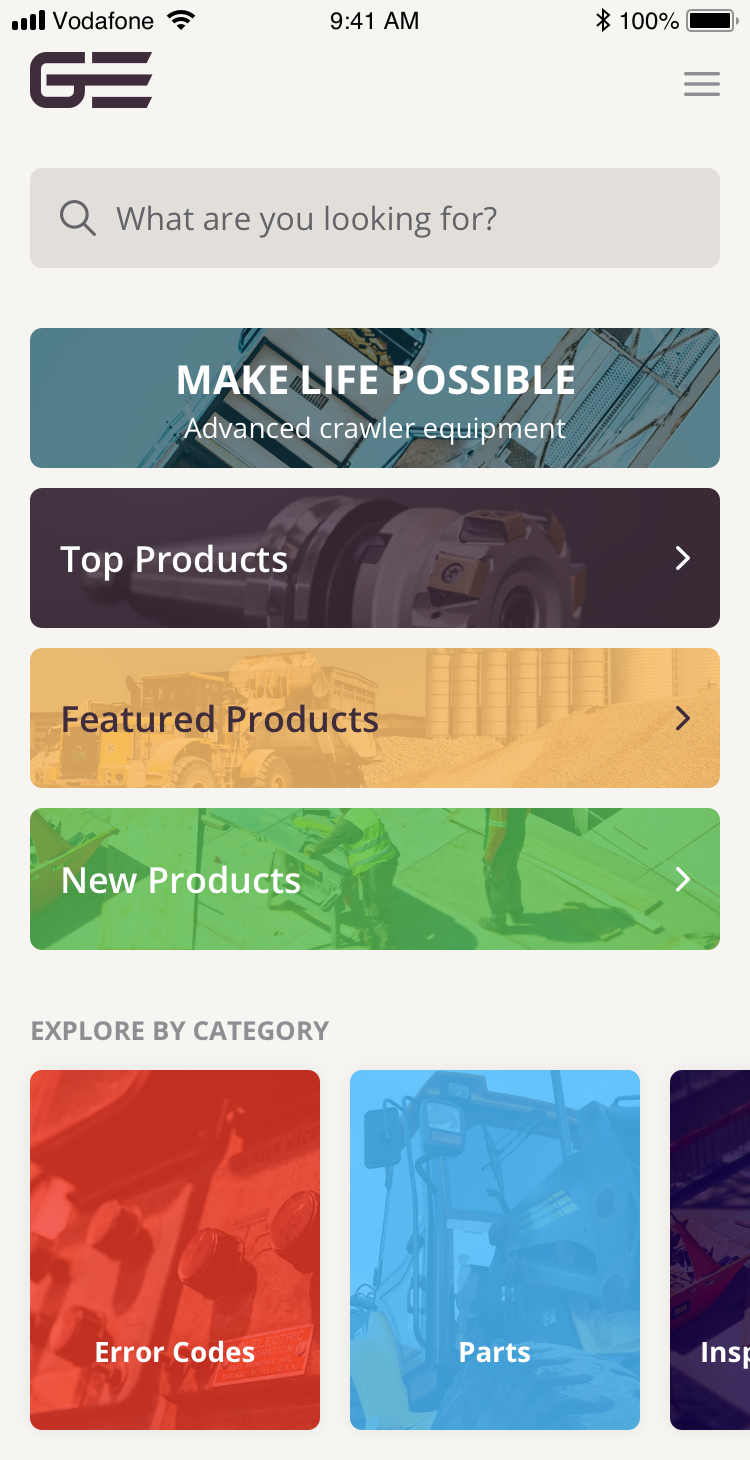 Vodafone 9:41 AM 100%
GE
What are you looking for?
MAKE LIFE POSSIBLE
Advanced crawler equipment
Top Products
Featured Products
New Products
EXPLORE BY CATEGORY
Error Codes
Parts
Insp